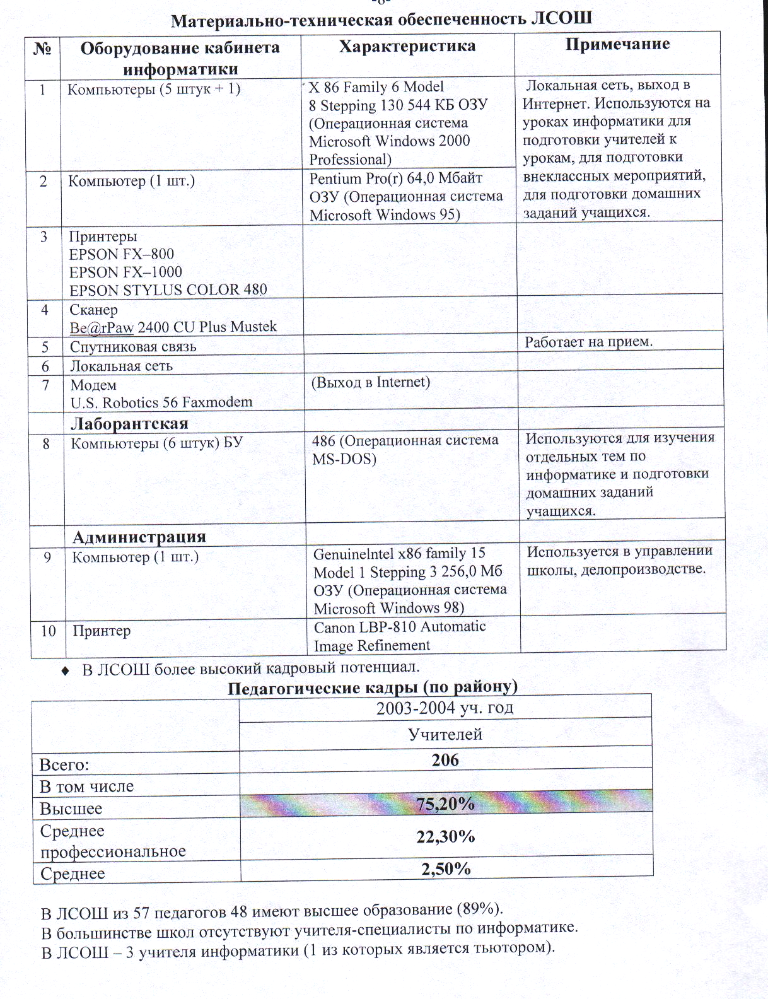 -8-
Материально-техническая обеспеченность ЛСОШ
№ Оборудование кабинета информатики Характеристика Примечание
1 Компьютеры (5 штук + 1)
X 86 Family 6 Model
8 Stepping 130 544 КБ ОЗУ
(Операционная система
Microsoft Windows 2000
Professional)
Локальная сеть, выход в
Интернет. Используются на
уроках информатики для
подготовки учителей к
урокам, для подготовки
внеклассных мероприятий,
для подготовки домашних
заданий учащихся.
2 Компьютер (1 шт.)
Pentium Pro(r) 64,0 Мбайт
ОЗУ (Операционная система
Microsoft Windows 95)
3 Принтеры
EPSON FX–800
EPSON FX–1000
EPSON STYLUS COLOR 480
4 Сканер
Be@rPaw 2400 CU Plus Mustek
5 Спутниковая связь Работает на прием.
6 Локальная сеть
7 Модем (Выход в Internet)
U.S. Robotics 56 Faxmodem
Лаборантская
8 Компьютеры (6 штук) БУ
486 (Операционная система
MS-DOS)
Используются для изучения
отдельных тем по
информатике и подготовки
домашних заданий
учащихся.
Администрация
9 Компьютер (1 шт.)
Genuinelntel x86 family 15
Model 1 Stepping 3 256,0 Мб
ОЗУ (Операционная система
Microsoft Windows 98)
Используется в управлении
школы, делопроизводстве.
10 Принтер
Canon LBP-810 Automatic
Image Refinement
♦ В ЛСОШ более высокий кадровый потенциал.
Педагогические кадры (по району)
2003-2004 уч. год
Учителей
Всего: 206
В том числе
Высшее 75,20%
Среднее
профессиональное 22,30%
Среднее 2,50%
В ЛСОШ из 57 педагогов 48 имеют высшее образование (89%).
В большинстве школ отсутствуют учителя-специалисты по информатике.
В ЛСОШ – 3 учителя информатики (1 из которых является тьютором).